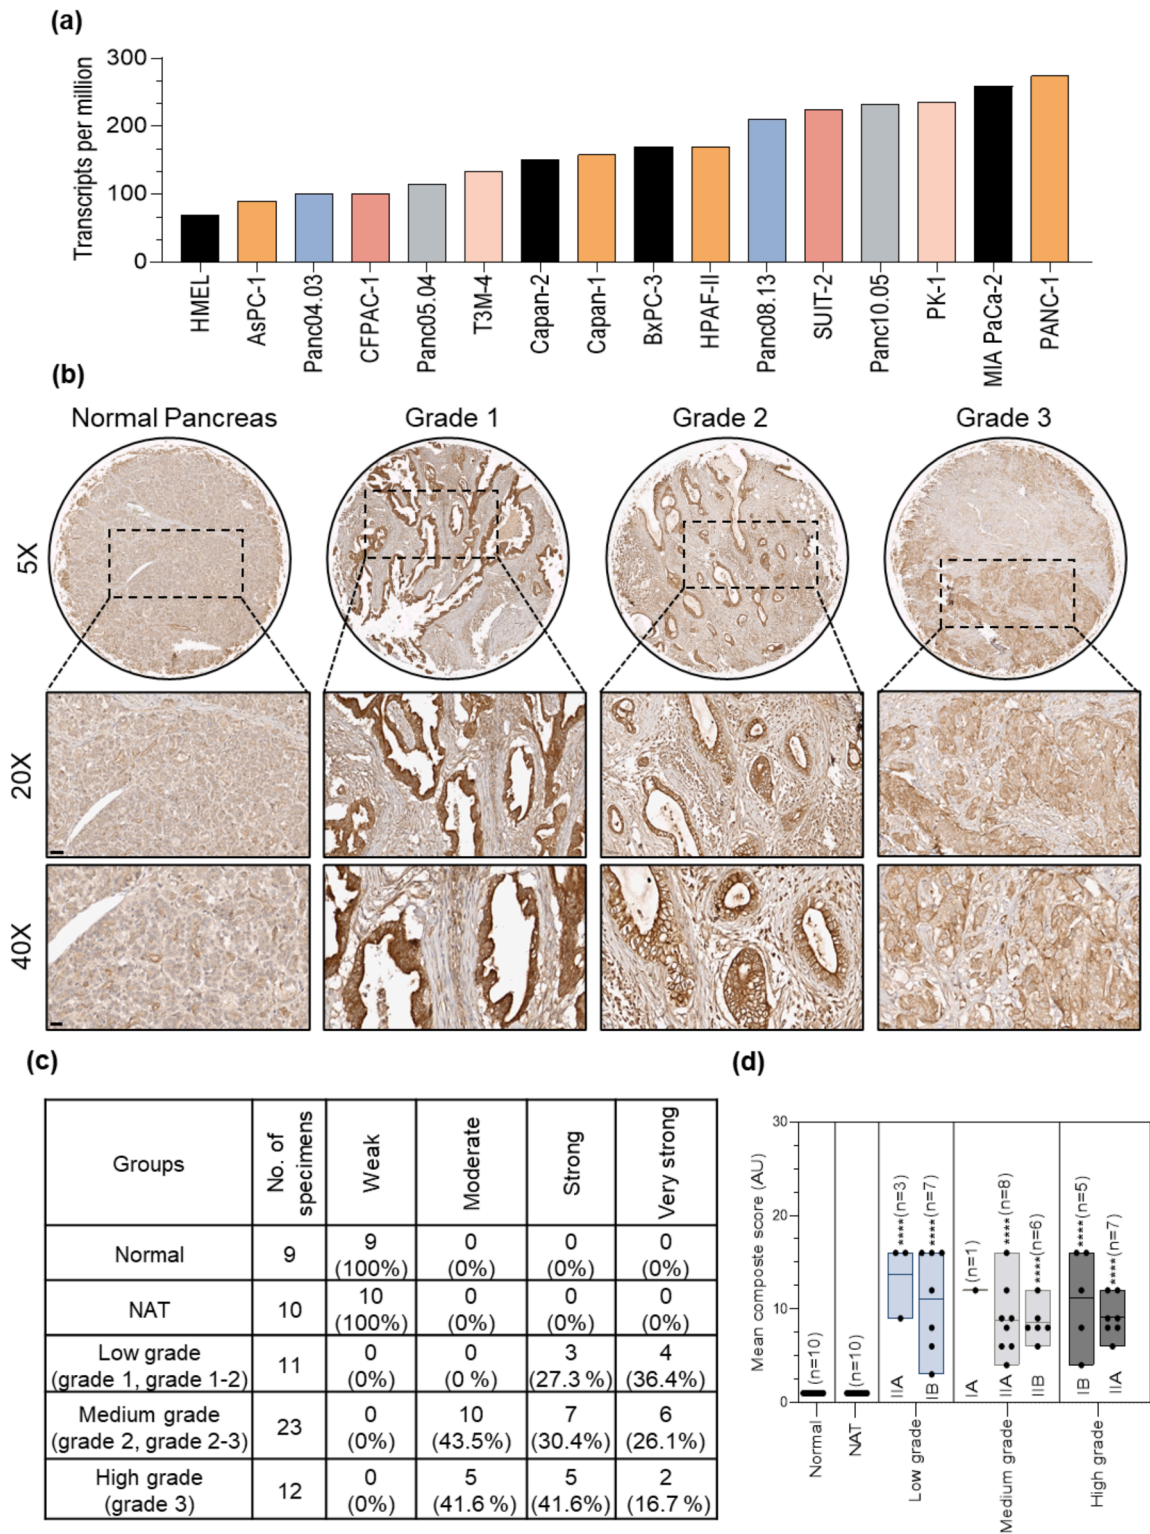 (a)
Transcripts per million
300
200
100
0
HMEL
AsPC-1
Panc04.03
CFPAC-1
Panc05.04
T3M-4
Capan-2
Capan-1
BxPC-3
HPAF-II
Panc08.13
SUIT-2
Panc10.05
PK-1
MIA PaCa-2
PANC-1
(b)
Normal Pancreas
Grade 1
Grade 2
Grade 3
5X
20X
40X
(c)
Groups
No. of
specimens
Weak
Moderate
Strong
Very strong
Normal
9
9
(100%)
0
(0%)
0
(0%)
0
(0%)
NAT
10
10
(100%)
0
(0%)
0
(0%)
0
(0%)
Low grade
(grade 1, grade 1-2)
11
0
(0%)
0
(0 %)
3
(27.3 %)
4
(36.4%)
Medium grade
(grade 2, grade 2-3)
23
0
(0%)
10
(43.5%)
7
(30.4%)
6
(26.1%)
High grade
(grade 3)
12
0
(0%)
5
(41.6 %)
5
(41.6%)
2
(16.7 %)
(d)
Mean composte score (AU)
30
20
10
0
(n=10)
(n=10)
****(n=3)
****(n=7)
(n=1)
****(n=8)
****(n=6)
****(n=5)
****(n=7)
IIA
IB
IA
IIA
IIB
IB
IIA
Normal
NAT
Low grade
Medium grade
High grade